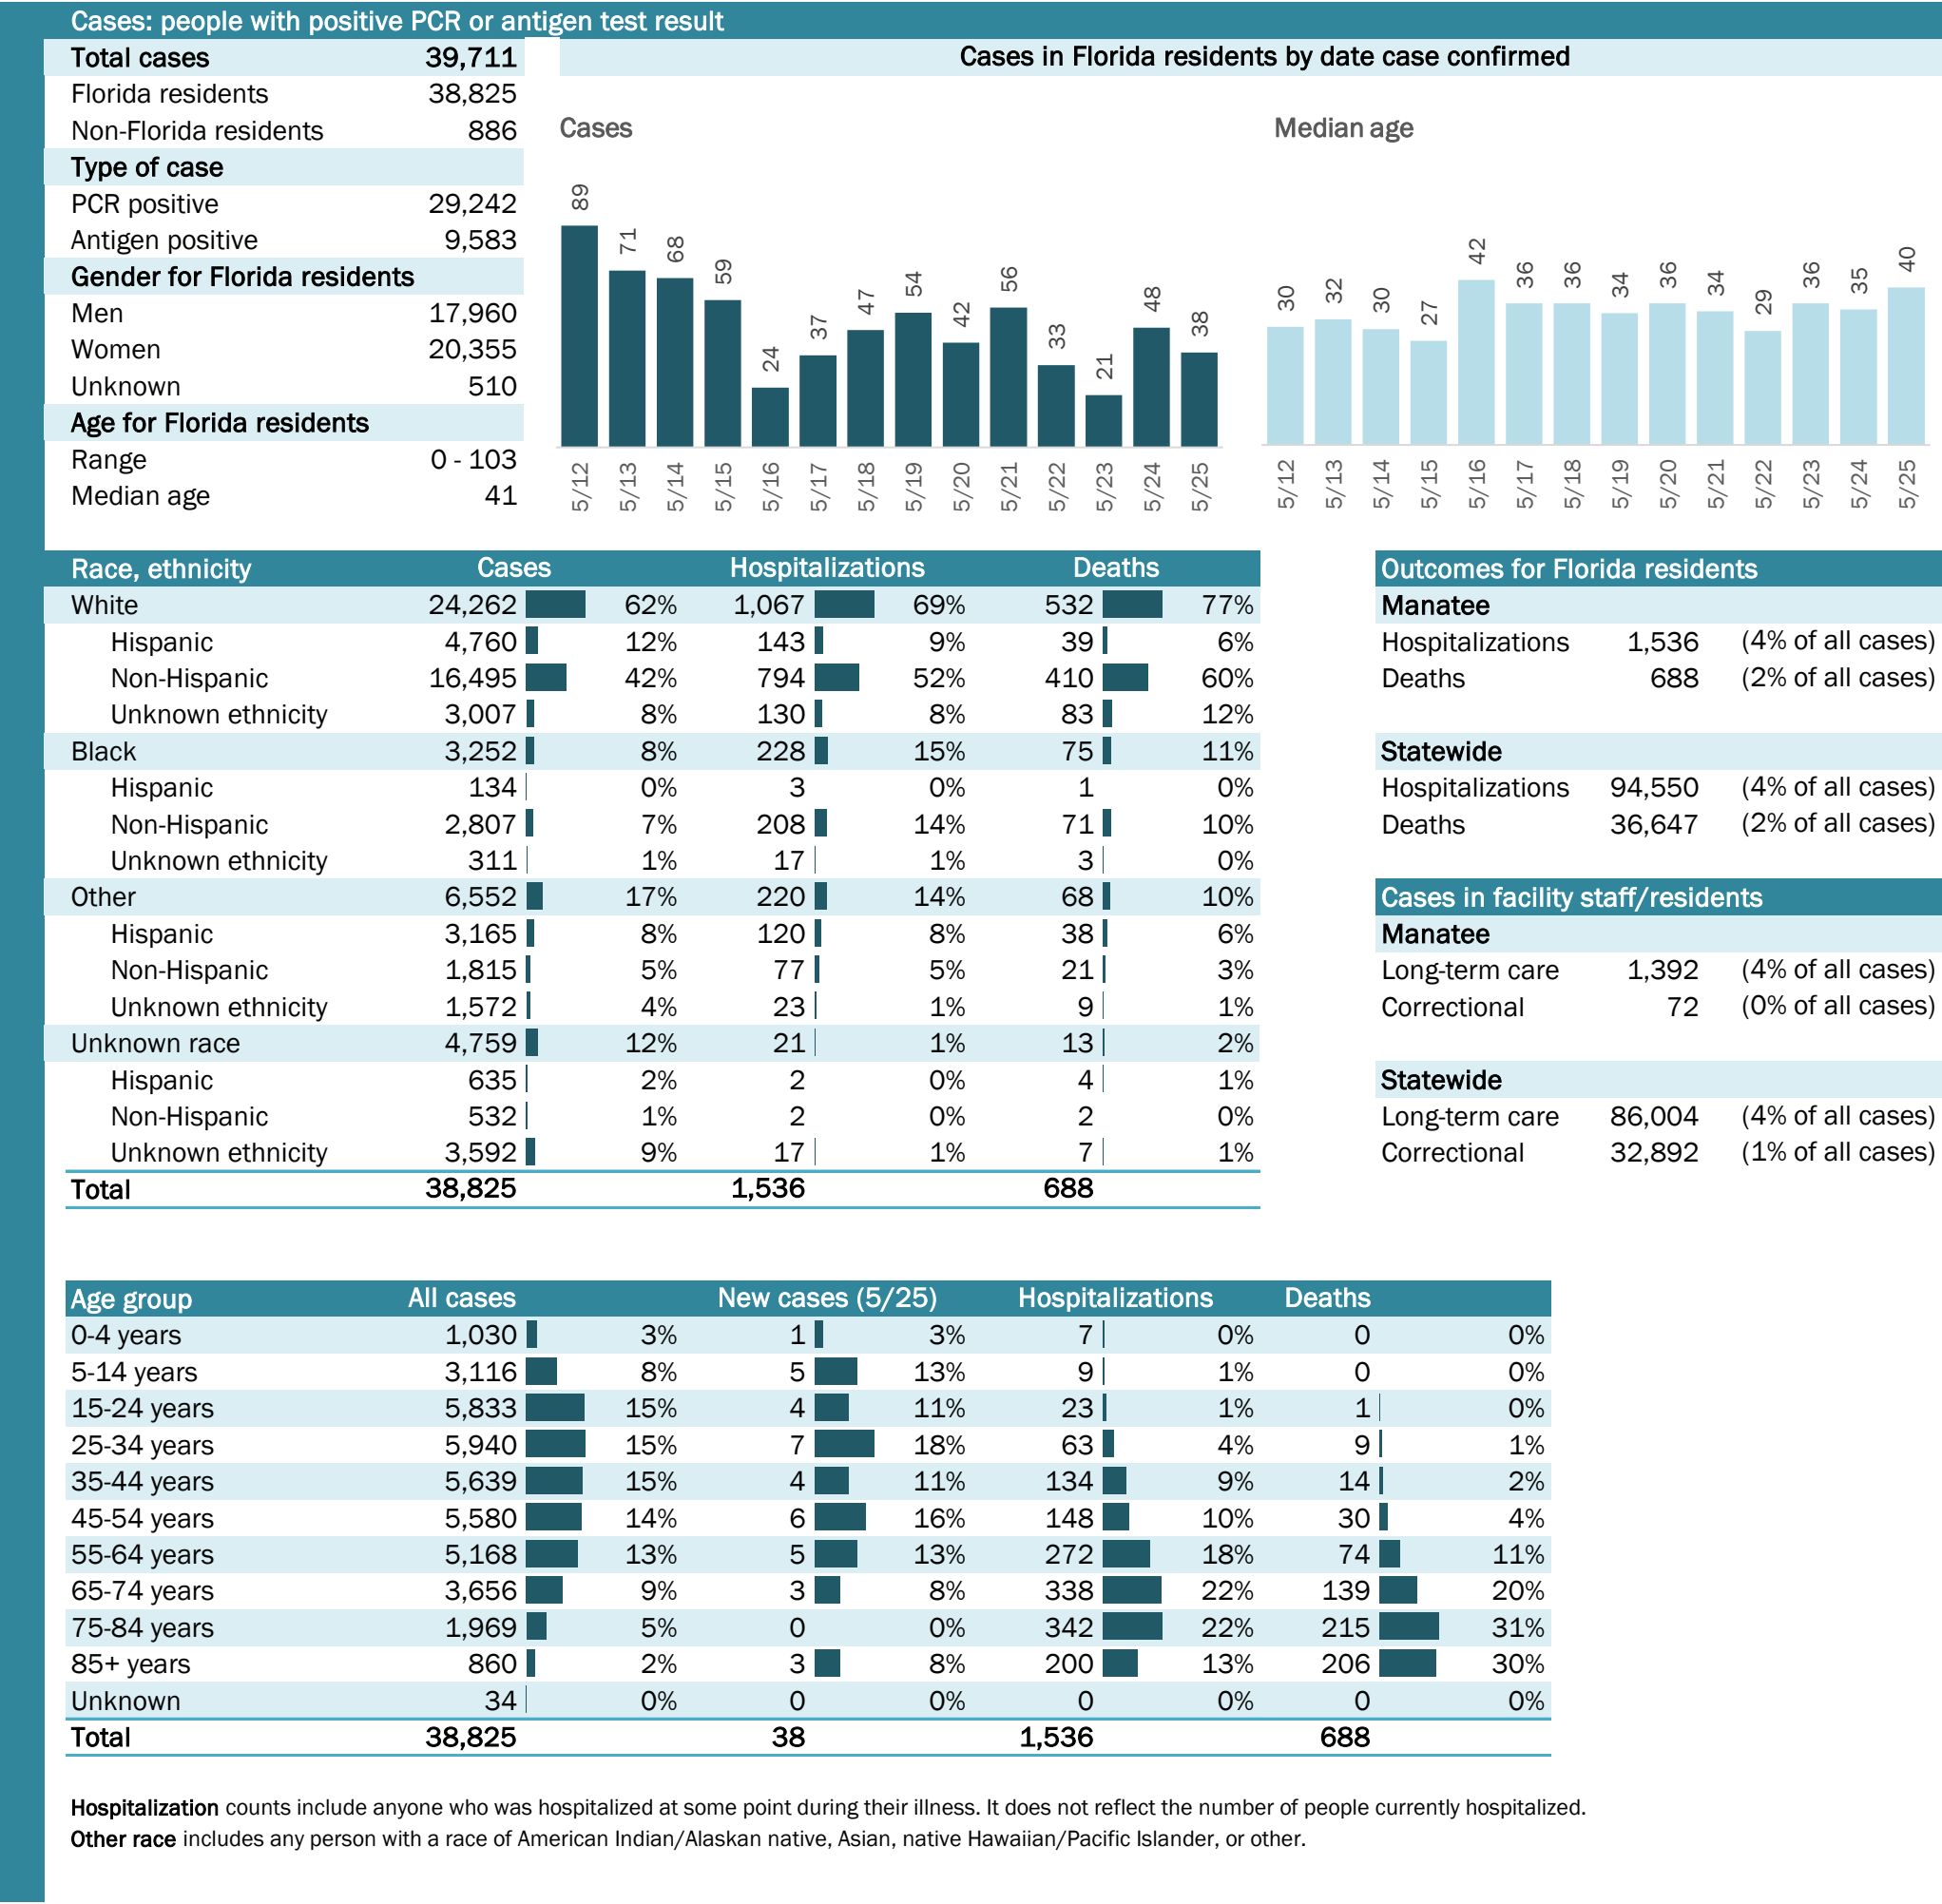 Cases: people with positive PCR or antigen test result
Total cases 39,711
Florida residents 38,825
Non-Florida residents 886
Type of case
PCR positive 29,242
Antigen positive 9,583
Gender for Florida residents
Men 17,960
Women 20,355
Unknown 510
Age for Florida residents
Range 0 - 103
Median age 41
Cases in Florida residents by date case confirmed
Cases
89 71 68 59 24 37 47 54 42 56 33 21 48 38
5/12 5/13 5/14 5/15 5/16 5/17 5/18 5/19 5/20 5/21 5/22 5/23 5/24 5/25
Median age
30 32 30 27 42 36 36 34 36 34 29 36 35 40
5/12 5/13 5/14 5/15 5/16 5/17 5/18 5/19 5/20 5/21 5/22 5/23 5/24 5/25
Race, ethnicity Cases Hospitalizations Deaths
White 24,262 62% 1,067 69% 532 77%
Hispanic 4,760 12% 143 9% 39 6%
Non-Hispanic 16,495 42% 794 52% 410 60%
Unknown ethnicity 3,007 8% 130 8% 83 12%
Black 3,252 8% 228 15% 75 11%
Hispanic 134 0% 3 0% 1 0%
Non-Hispanic 2,807 7% 208 14% 71 10%
Unknown ethnicity 311 1% 17 1% 3 0%
Other 6,552 17% 220 14% 68 10%
Hispanic 3,165 8% 120 8% 38 6%
Non-Hispanic 1,815 5% 77 5% 21 3%
Unknown ethnicity 1,572 4% 23 1% 9 1%
Unknown race 4,759 12% 21 1% 13 2%
Hispanic 635 2% 2 0% 4 1%
Non-Hispanic 532 1% 2 0% 2 0%
Unknown ethnicity 3,592 9% 17 1% 7 1%
Total 38,825 1,536 688
Outcomes for Florida residents
Manatee
Hospitalizations 1,536 (4% of all cases)
Deaths 688 (2% of all cases)
Statewide
Hospitalizations 94,550 (4% of all cases)
Deaths 36,647 (2% of all cases)
Cases in facility staff/residents
Manatee
Long-term care 1,392 (4% of all cases)
Correctional 72 (0% of all cases)
Statewide
Long-term care 86,004 (4% of all cases)
Correctional 32,892 (1% of all cases)
Age group All cases New cases (5/25) Hospitalizations Deaths
0-4 years 1,030 3% 1 3% 7 0% 0 0%
5-14 years 3,116 8% 5 13% 9 1% 0 0%
15-24 years 5,833 15% 4 11% 23 1% 1 0%
25-34 years 5,940 15% 7 18% 63 4% 9 1%
35-44 years 5,639 15% 4 11% 134 9% 14 2%
45-54 years 5,580 14% 6 16% 148 10% 30 4%
55-64 years 5,168 13% 5 13% 272 18% 74 11%
65-74 years 3,656 9% 3 8% 338 22% 139 20%
75-84 years 1,969 5% 0 0% 342 22% 215 31%
85+ years 860 2% 3 8% 200 13% 206 30%
Unknown 34 0% 0 0% 0 0% 0 0%
Total 38,825 38 1,536 688
Hospitalization counts include anyone who was hospitalized at some point during their illness. It does not reflect the number of people currently hospitalized.
Other race includes any person with a race of American Indian/Alaskan native, Asian, native Hawaiian/Pacific Islander, or other.